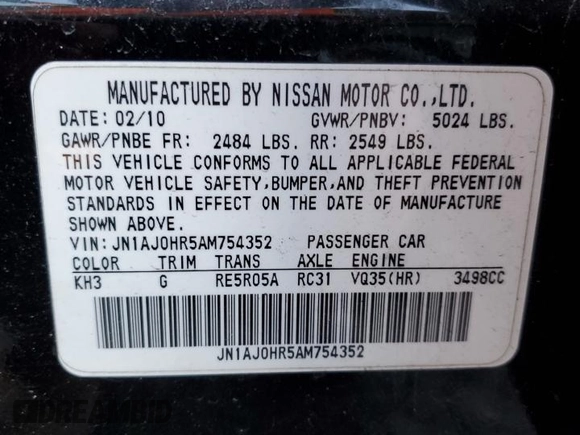 MANUFACTURED BY NISSAN MOTOR CO.,LTD.
DATE: 02/10 GVWR/PNBV: 5024 LBS.
GAWR/PNBE FR: 2484 LBS. RR: 2549 LBS.
THIS VEHICLE CONFORMS TO ALL APPLICABLE FEDERAL
MOTOR VEHICLE SAFETY,BUMPER,AND THEFT PREVENTION
STANDARDS IN EFFECT ON THE DATE OF MANUFACTURE
SHOWN ABOVE.
VIN: JN1AJ0HR5AM754352 PASSENGER CAR
COLOR TRIM TRANS AXLE ENGINE
KH3 G RE5R05A RC31 VQ35(HR) 3498CC
JN1AJ0HR5AM754352
DREAMBID